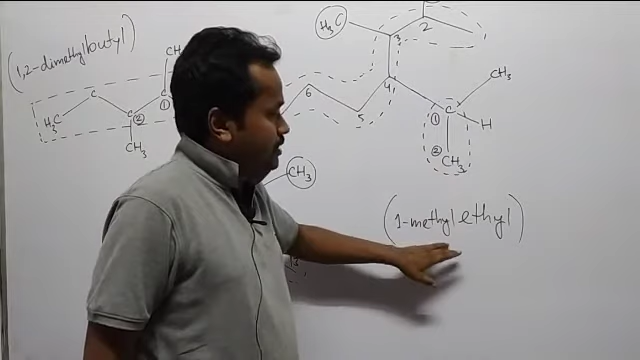 (1,2-dimethylbutyl)
H₃C
2
3
4
5
6
CH₃
C
①
H
②
CH₃
(1-methylethyl)
CH
C
C
C
①
②
H₃C
CH₃
CH₃